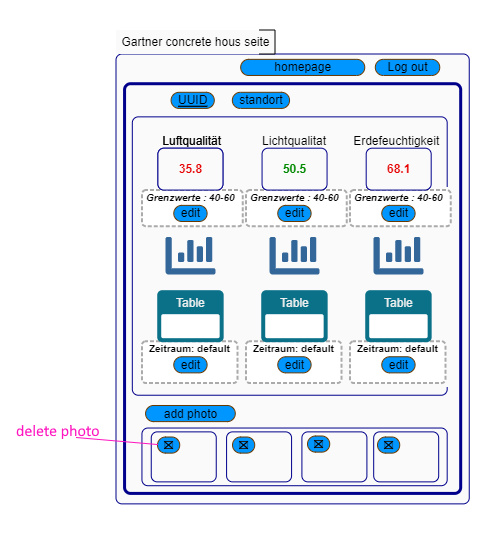 Gartner concrete hous seite
homepage
Log out
UUID
standort
Luftqualität
Lichtqualitat
Erdefeuchtigkeit
35.8
50.5
68.1
Grenzwerte : 40-60
Grenzwerte : 40-60
Grenzwerte : 40-60
edit
edit
edit
Table
Table
Table
Zeitraum: default
Zeitraum: default
Zeitraum: default
edit
edit
edit
add photo
delete photo